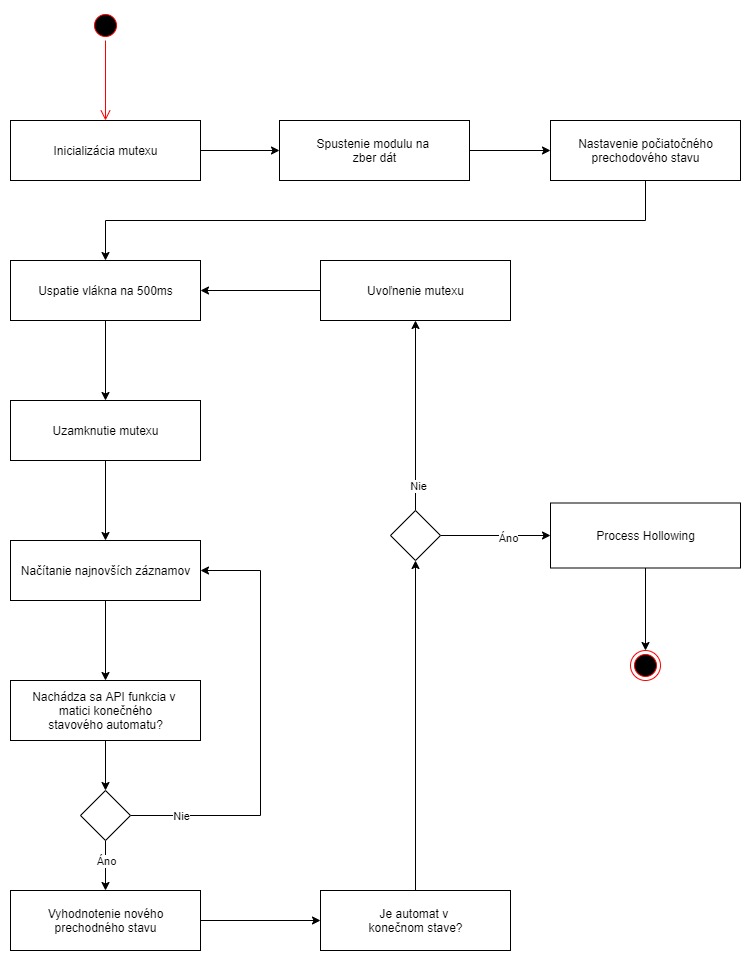 Inicializácia mutexu
Spustenie modulu na
zber dát
Nastavenie počiatočného
prechodového stavu
Uspatie vlákna na 500ms
Uvoľnenie mutexu
Uzamknutie mutexu
Nie
Áno
Process Hollowing
Načítanie najnovších záznamov
Nachádza sa API funkcia v
matici konečného
stavového automatu?
Nie
Áno
Vyhodnotenie nového
prechodného stavu
Je automat v
konečnom stave?